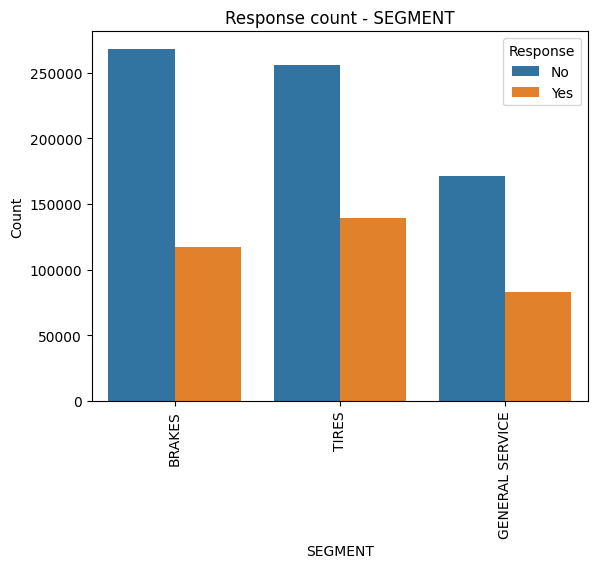 Response count - SEGMENT
Response
No
Yes
Count
250000
200000
150000
100000
50000
0
BRAKES
TIRES
GENERAL SERVICE
SEGMENT